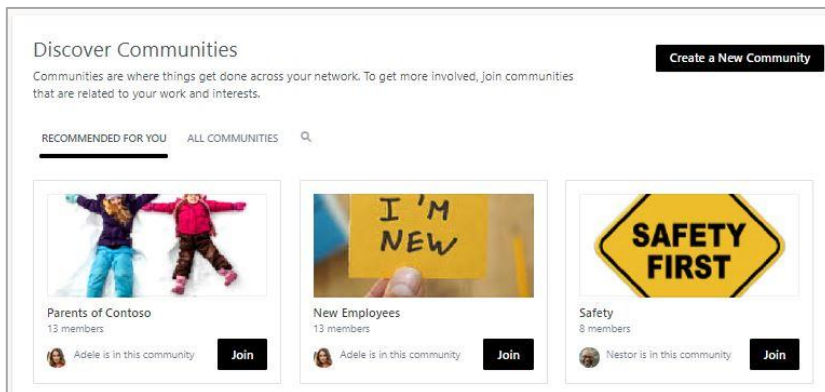 Discover Communities
Create a New Community
Communities are where things get done across your network. To get more involved, join communities
that are related to your work and interests.
RECOMMENDED FOR YOU
ALL COMMUNITIES
I'M
NEW
SAFETY
FIRST
Parents of Contoso
13 members
Adele is in this community
Join
New Employees
13 members
Adele is in this community
Join
Safety
8 members
Nestor is in this community
Join